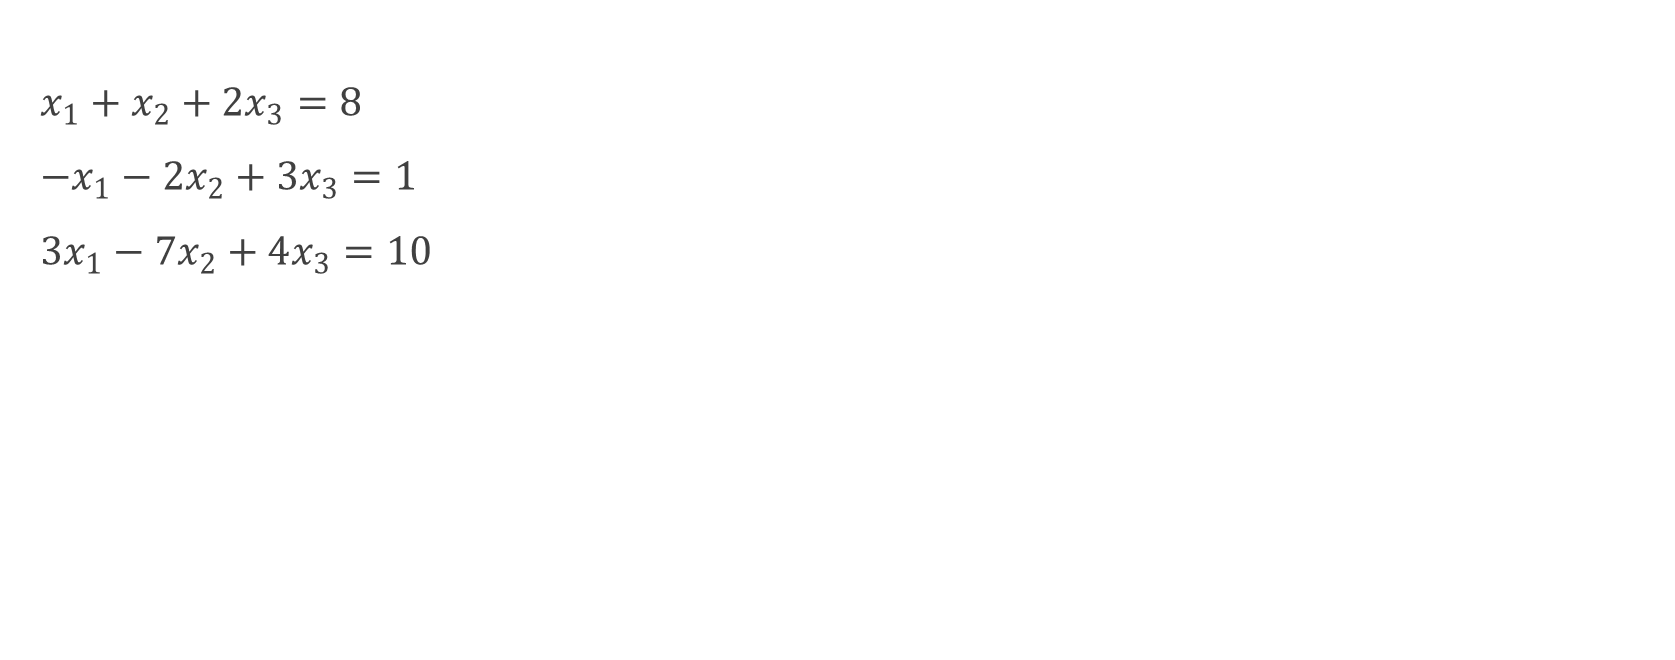 x₁ + x₂ + 2x₃ = 8
−x₁ − 2x₂ + 3x₃ = 1
3x₁ − 7x₂ + 4x₃ = 10